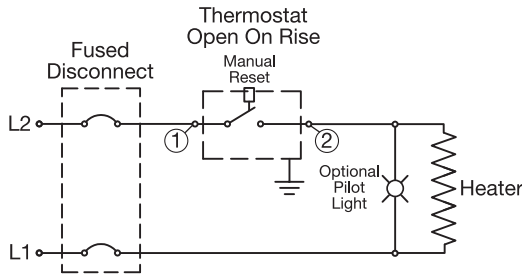 Thermostat
Open On Rise
Fused
Disconnect
Manual
Reset
L2
1
2
Optional
Pilot
Light
Heater
L1